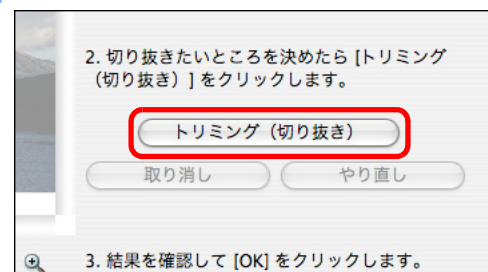 2. 切り抜きたいところを決めたら [トリミング
（切り抜き）] をクリックします。
トリミング（切り抜き）
取り消し
やり直し
3. 結果を確認して [OK] をクリックします。